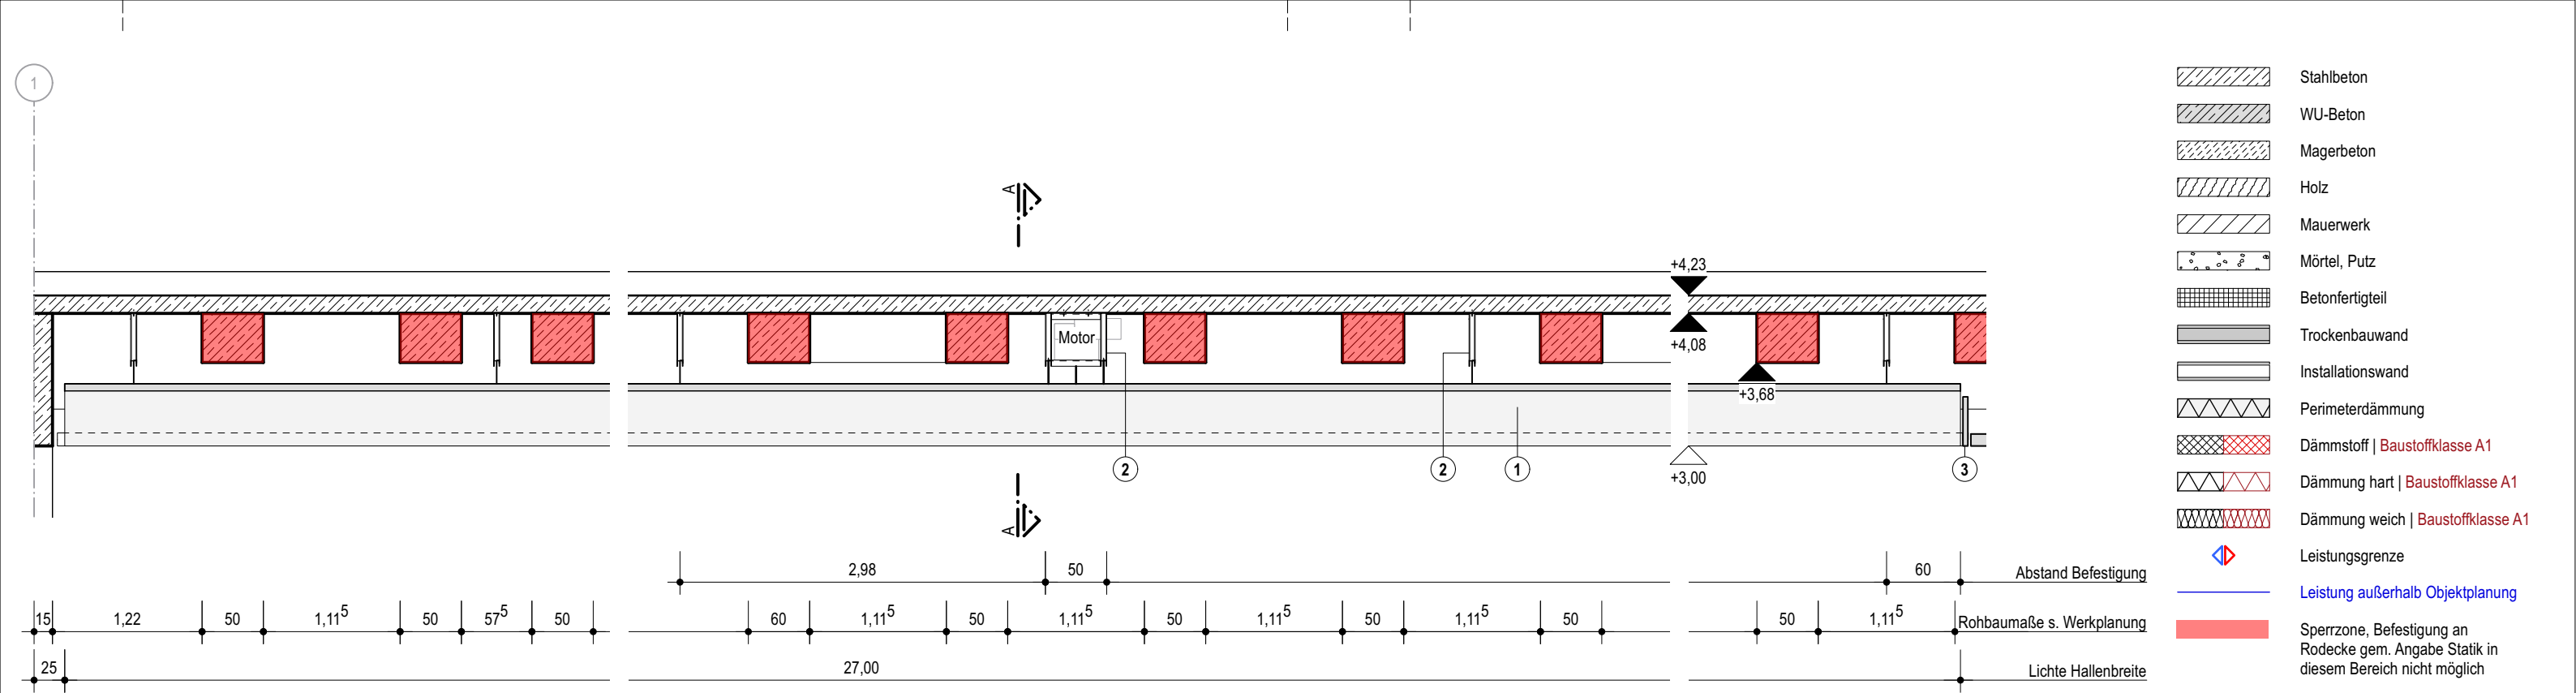 1
A
+4,23
Motor
+4,08
+3,68
2
2
1
+3,00
3
A
2,98
50
60
Abstand Befestigung
15
1,22
50
1,11⁵
50
57⁵
50
60
1,11⁵
50
1,11⁵
50
1,11⁵
50
1,11⁵
50
50
1,11⁵
Rohbaumaße s. Werkplanung
25
27,00
Lichte Hallenbreite
Stahlbeton
WU-Beton
Magerbeton
Holz
Mauerwerk
Mörtel, Putz
Betonfertigteil
Trockenbauwand
Installationswand
Perimeterdämmung
Dämmstoff | Baustoffklasse A1
Dämmung hart | Baustoffklasse A1
Dämmung weich | Baustoffklasse A1
Leistungsgrenze
Leistung außerhalb Objektplanung
Sperrzone, Befestigung an
Rodecke gem. Angabe Statik in
diesem Bereich nicht möglich